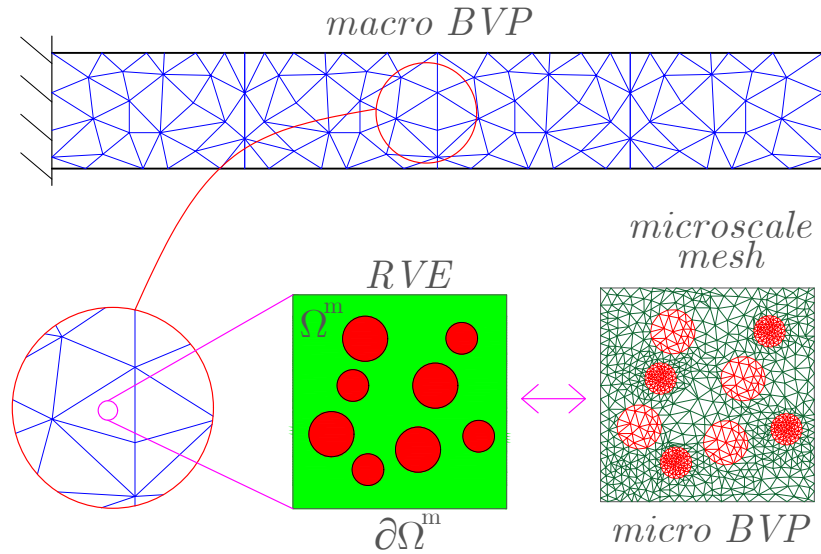 macro BVP
microscale
mesh
RVE
Ωᵐ
∂Ωᵐ
micro BVP